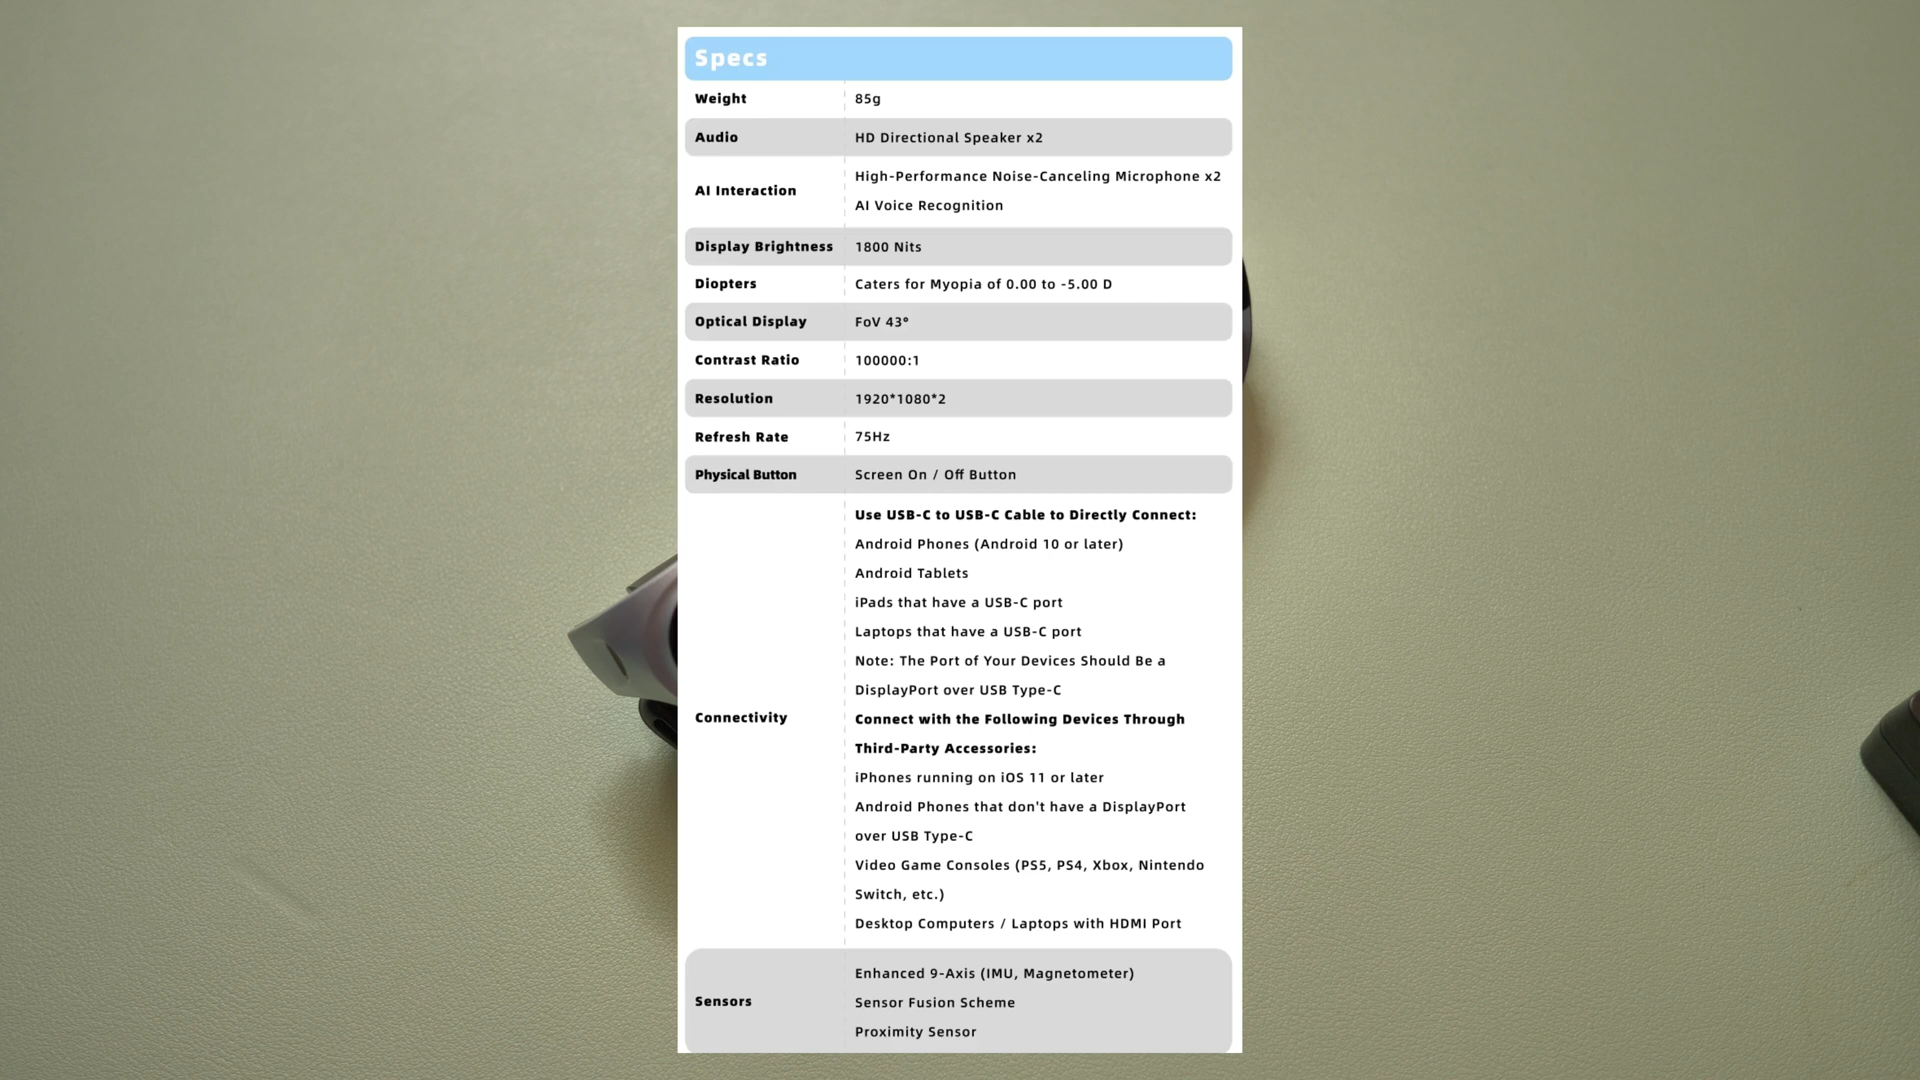 Specs
Weight 85g
Audio HD Directional Speaker x2
AI Interaction High-Performance Noise-Canceling Microphone x2
AI Voice Recognition
Display Brightness 1800 Nits
Diopters Caters for Myopia of 0.00 to -5.00 D
Optical Display FoV 43°
Contrast Ratio 100000:1
Resolution 1920*1080*2
Refresh Rate 75Hz
Physical Button Screen On / Off Button
Connectivity Use USB-C to USB-C Cable to Directly Connect:
Android Phones (Android 10 or later)
Android Tablets
iPads that have a USB-C port
Laptops that have a USB-C port
Note: The Port of Your Devices Should Be a
DisplayPort over USB Type-C
Connect with the Following Devices Through
Third-Party Accessories:
iPhones running on iOS 11 or later
Android Phones that don't have a DisplayPort
over USB Type-C
Video Game Consoles (PS5, PS4, Xbox, Nintendo
Switch, etc.)
Desktop Computers / Laptops with HDMI Port
Sensors Enhanced 9-Axis (IMU, Magnetometer)
Sensor Fusion Scheme
Proximity Sensor